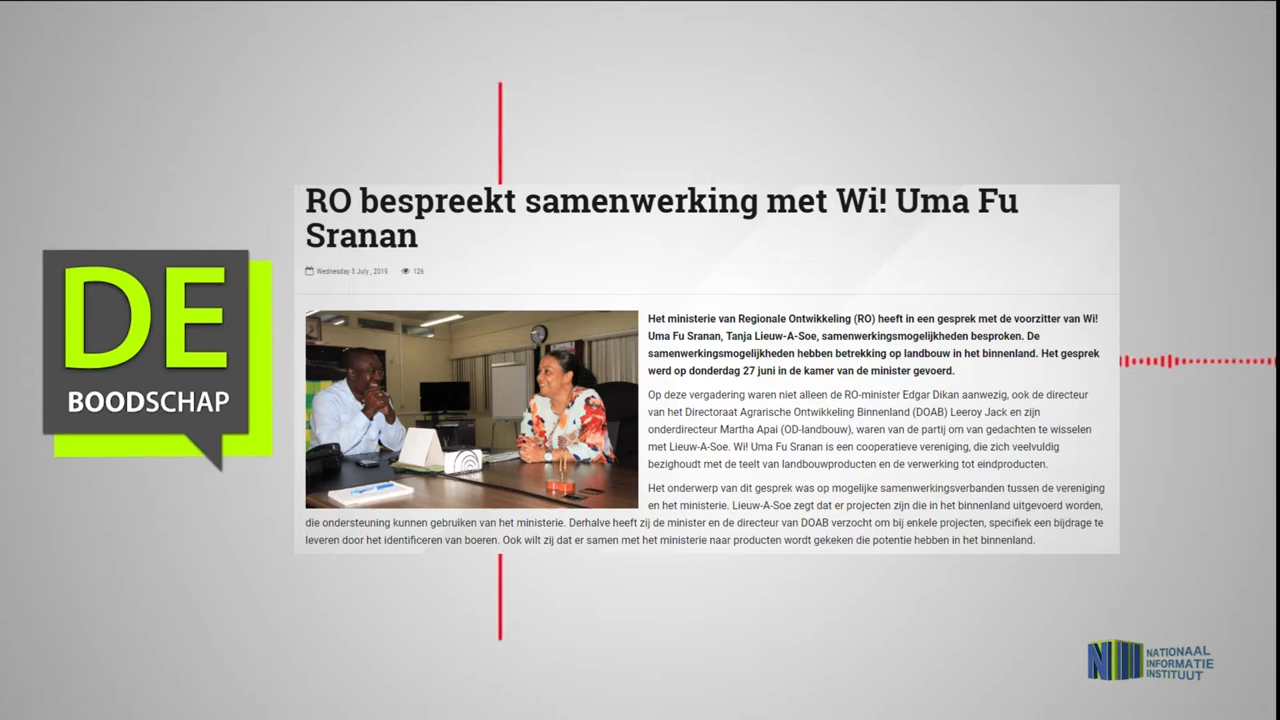 RO bespreekt samenwerking met Wi! Uma Fu
Sranan
Wednesday 3 July , 2019 126
DE
BOODSCHAP
Het ministerie van Regionale Ontwikkeling (RO) heeft in een gesprek met de voorzitter van Wi!
Uma Fu Sranan, Tanja Lieuw-A-Soe, samenwerkingsmogelijkheden besproken. De
samenwerkingsmogelijkheden hebben betrekking op landbouw in het binnenland. Het gesprek
werd op donderdag 27 juni in de kamer van de minister gevoerd.
Op deze vergadering waren niet alleen de RO-minister Edgar Dikan aanwezig, ook de directeur
van het Directoraat Agrarische Ontwikkeling Binnenland (DOAB) Leeroy Jack en zijn
onderdirecteur Martha Apai (OD-landbouw), waren van de partij om van gedachten te wisselen
met Lieuw-A-Soe. Wi! Uma Fu Sranan is een cooperatieve vereniging, die zich veelvuldig
bezighoudt met de teelt van landbouwproducten en de verwerking tot eindproducten.
Het onderwerp van dit gesprek was op mogelijke samenwerkingsverbanden tussen de vereniging
en het ministerie. Lieuw-A-Soe zegt dat er projecten zijn die in het binnenland uitgevoerd worden,
die ondersteuning kunnen gebruiken van het ministerie. Derhalve heeft zij de minister en de directeur van DOAB verzocht om bij enkele projecten, specifiek een bijdrage te
leveren door het identificeren van boeren. Ook wilt zij dat er samen met het ministerie naar producten wordt gekeken die potentie hebben in het binnenland.
NII
NATIONAAL
INFORMATIE
INSTITUUT